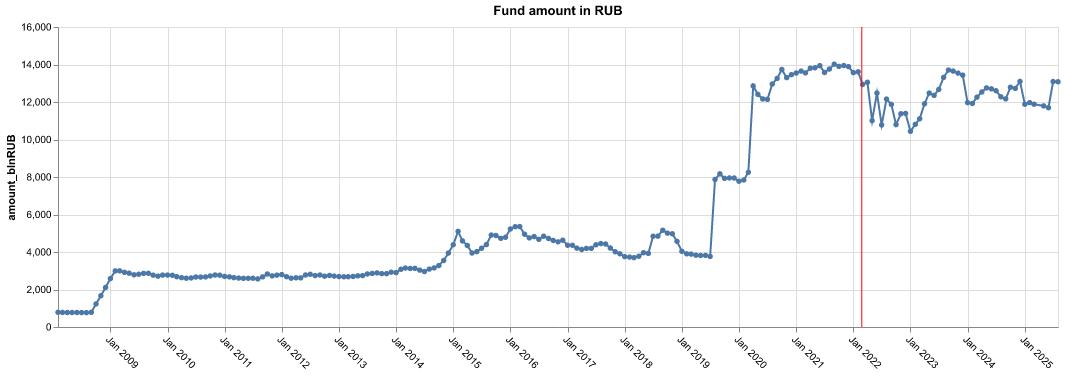 Fund amount in RUB
16,000
14,000
12,000
10,000
8,000
6,000
4,000
2,000
0
amount_blnRUB
Jan 2009
Jan 2010
Jan 2011
Jan 2012
Jan 2013
Jan 2014
Jan 2015
Jan 2016
Jan 2017
Jan 2018
Jan 2019
Jan 2020
Jan 2021
Jan 2022
Jan 2023
Jan 2024
Jan 2025